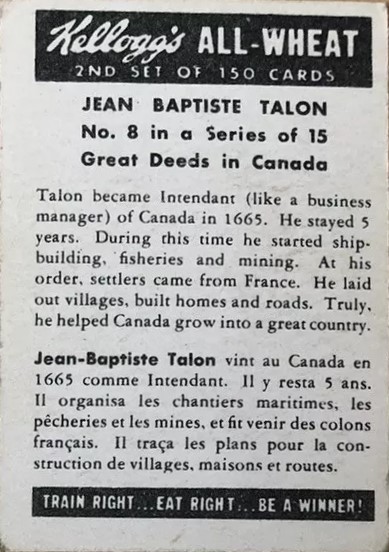 Kellogg's ALL-WHEAT
2ND SET OF 150 CARDS
JEAN BAPTISTE TALON
No. 8 in a Series of 15
Great Deeds in Canada
Talon became Intendant (like a business
manager) of Canada in 1665. He stayed 5
years. During this time he started ship-
building, fisheries and mining. At his
order, settlers came from France. He laid
out villages, built homes and roads. Truly,
he helped Canada grow into a great country.
Jean-Baptiste Talon vint au Canada en
1665 comme Intendant. Il y resta 5 ans.
Il organisa les chantiers maritimes, les
pêcheries et les mines, et fit venir des colons
français. Il traça les plans pour la con-
struction de villages, maisons et routes.
TRAIN RIGHT...EAT RIGHT...BE A WINNER!